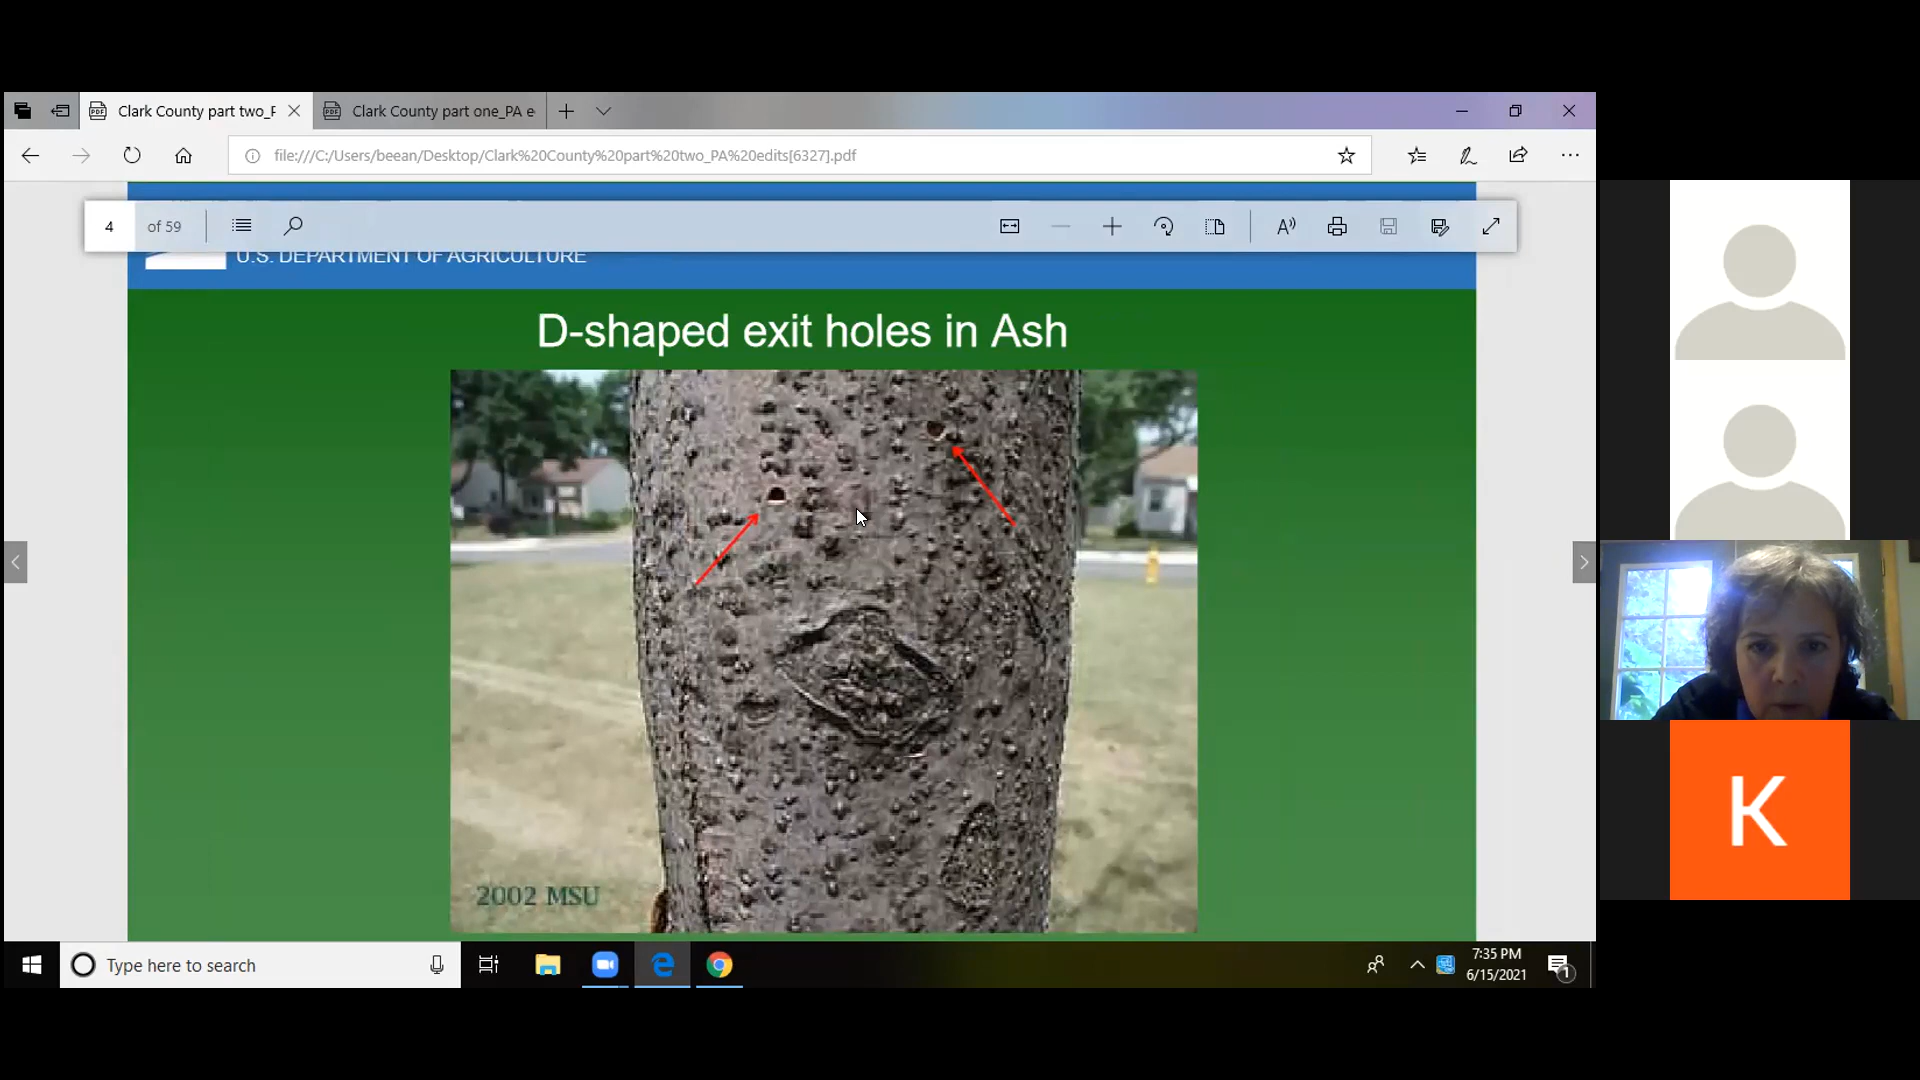 Clark County part two_P
Clark County part one_PA e
file:///C:/Users/beean/Desktop/Clark%20County%20part%20two_PA%20edits[6327].pdf
4 of 59
U.S. DEPARTMENT OF AGRICULTURE
D-shaped exit holes in Ash
2002 MSU
K
Type here to search
7:35 PM
6/15/2021
1